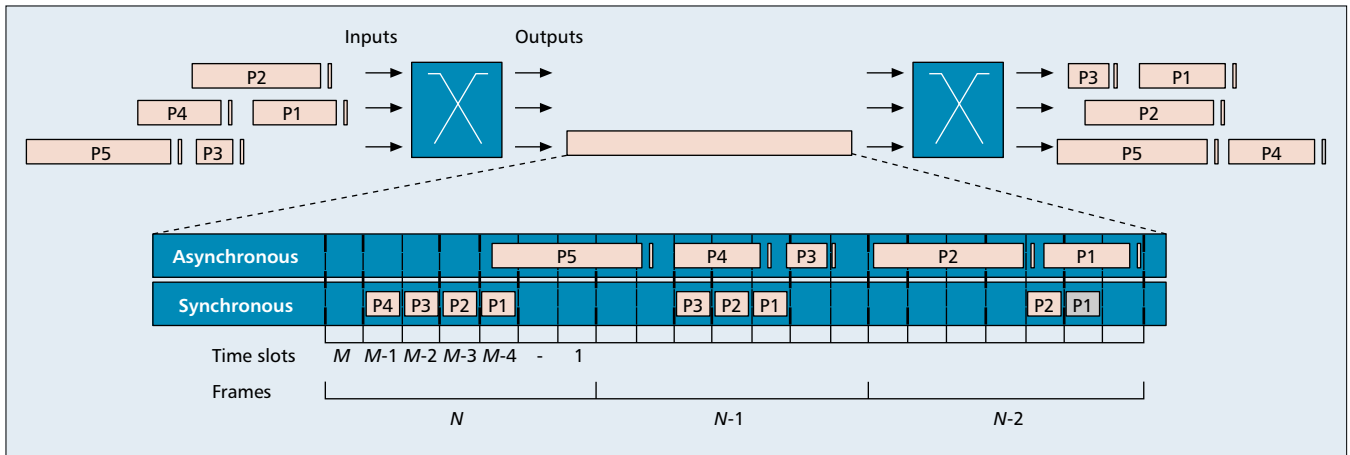 Inputs Outputs
P2 P3 P1
P4 P1 P2
P5 P3 P5 P4
Asynchronous P5 P4 P3 P2 P1
Synchronous P4 P3 P2 P1 P3 P2 P1 P2 P1
Time slots M M-1 M-2 M-3 M-4 - 1
Frames
N N-1 N-2